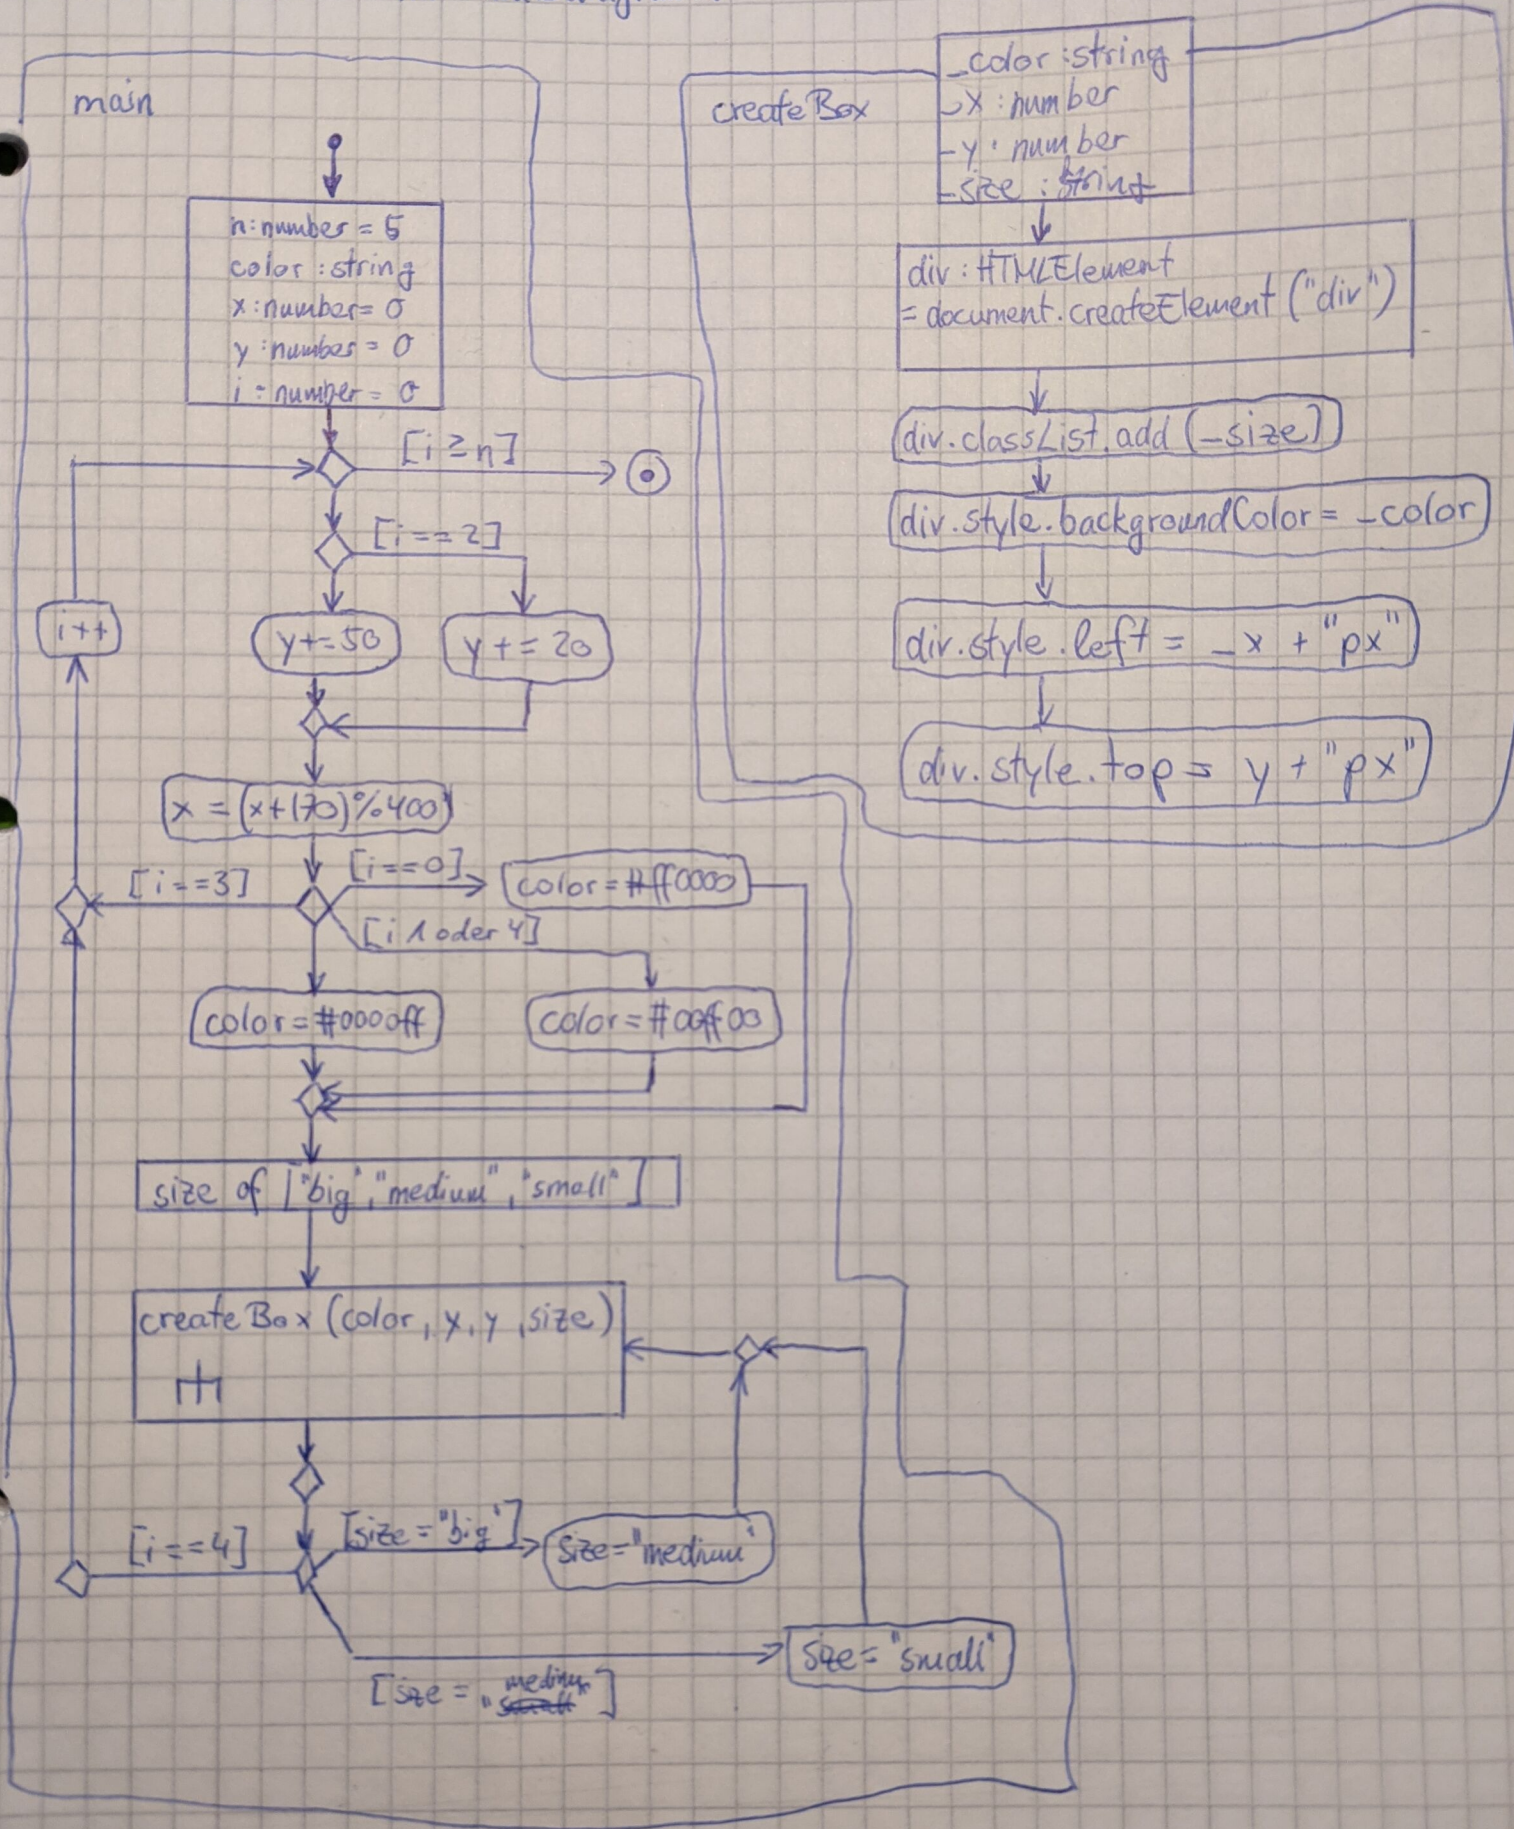 main
n:number = 5
color :string
x:number= 0
y :number = 0
i : number = 0
[i ≥ n]
[i==2]
i++
y+=50
y += 20
x = (x+170)%400
[i==3]
[i==0]
color=#ff0000
[i 1 oder 4]
color=#0000ff
color=#00ff00
size of ["big","medium","small"]
createBox (color, x, y ,size)
[size="big"]
[i==4]
size="medium"
size="small"
[size = "medium"]
createBox
_color :string
_x :number
_y : number
_size : string
div : HTMLElement
= document.createElement ("div")
div.classList.add (_size)
div.style.backgroundColor = _color
div.style.left = _x + "px"
div.style.top = y + "px"